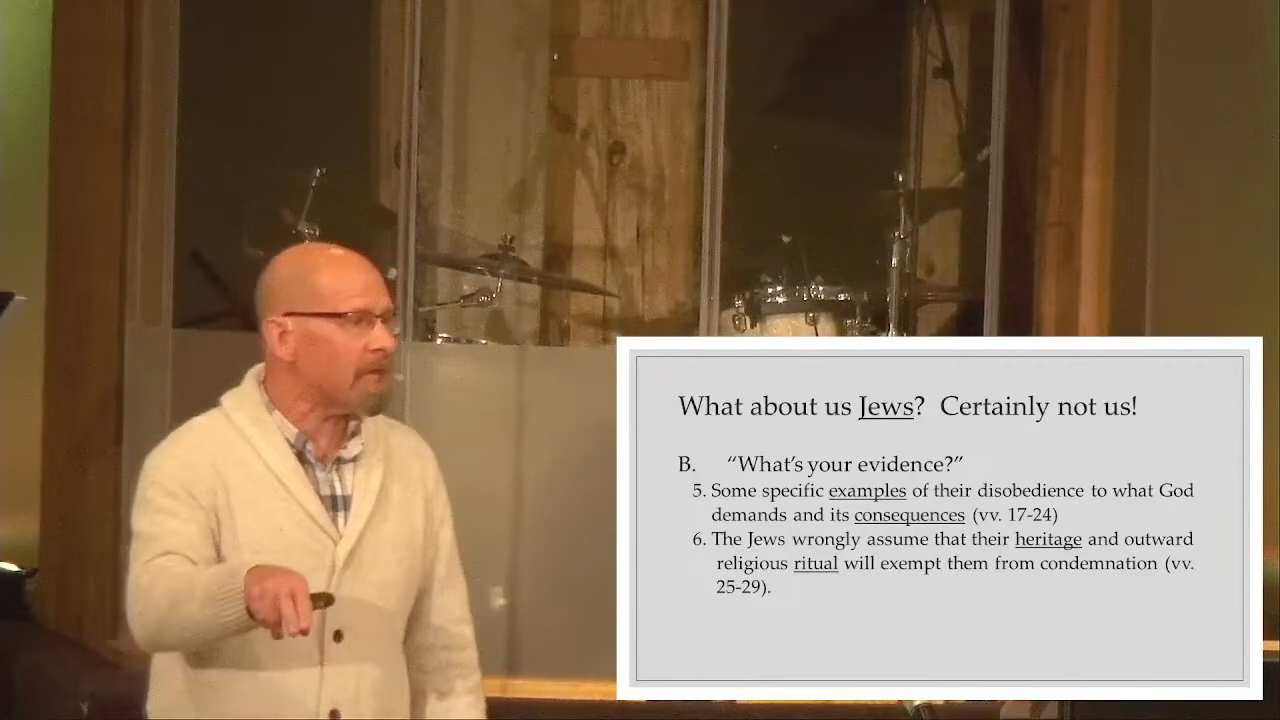 What about us Jews? Certainly not us!
B. “What’s your evidence?”
5. Some specific examples of their disobedience to what God
demands and its consequences (vv. 17-24)
6. The Jews wrongly assume that their heritage and outward
religious ritual will exempt them from condemnation (vv.
25-29).